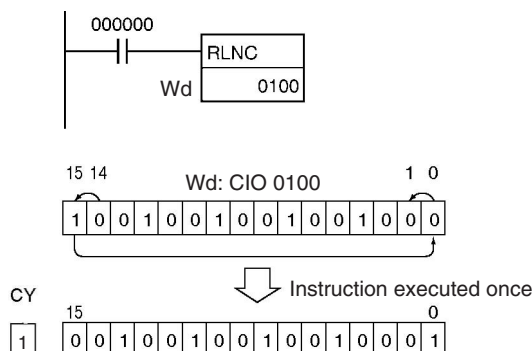 000000
RLNC
Wd 0100
15 14 1 0
Wd: CIO 0100
1 0 0 1 0 0 1 0 0 1 0 0 1 0 0 0
Instruction executed once
CY 15 0
1 0 0 1 0 0 1 0 0 1 0 0 1 0 0 0 1